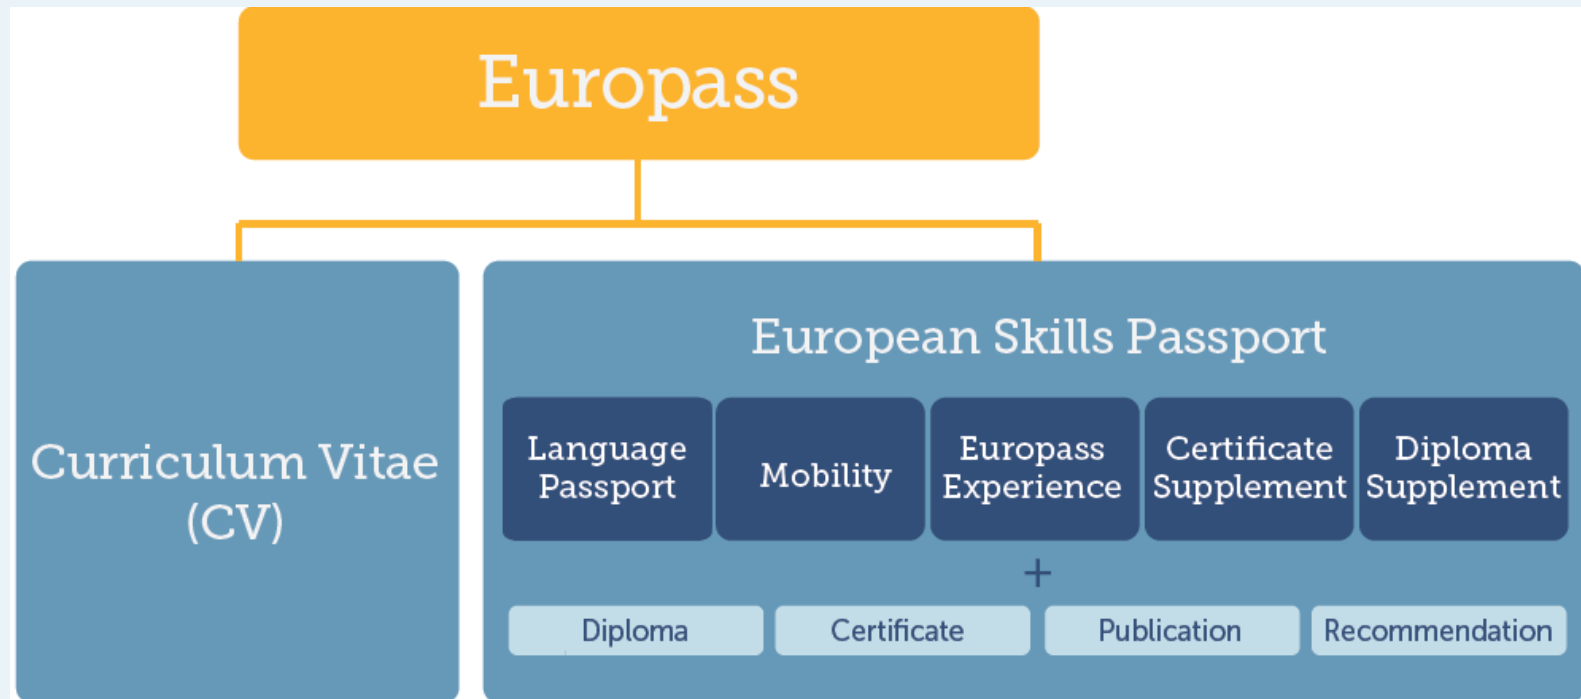 Europass
Curriculum Vitae
(CV)
European Skills Passport
Language
Passport
Mobility
Europass
Experience
Certificate
Supplement
Diploma
Supplement
+
Diploma
Certificate
Publication
Recommendation